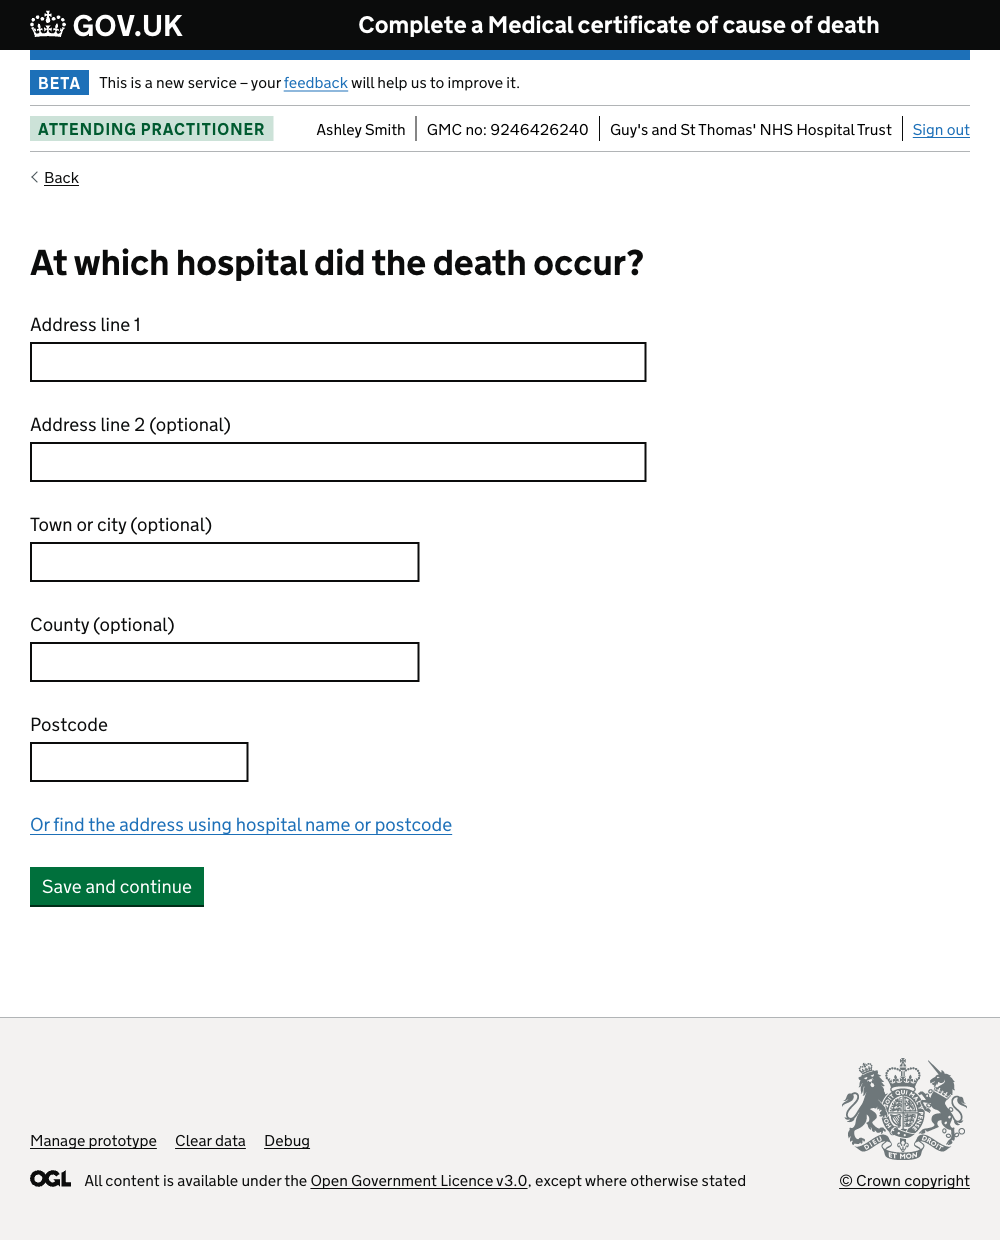 GOV.UK
Complete a Medical certificate of cause of death
BETA This is a new service – your feedback will help us to improve it.
ATTENDING PRACTITIONER Ashley Smith GMC no: 9246426240 Guy's and St Thomas' NHS Hospital Trust Sign out
Back
At which hospital did the death occur?
Address line 1
Address line 2 (optional)
Town or city (optional)
County (optional)
Postcode
Or find the address using hospital name or postcode
Save and continue
Manage prototype Clear data Debug
OGL All content is available under the Open Government Licence v3.0, except where otherwise stated
© Crown copyright
DIEU ET MON DROIT